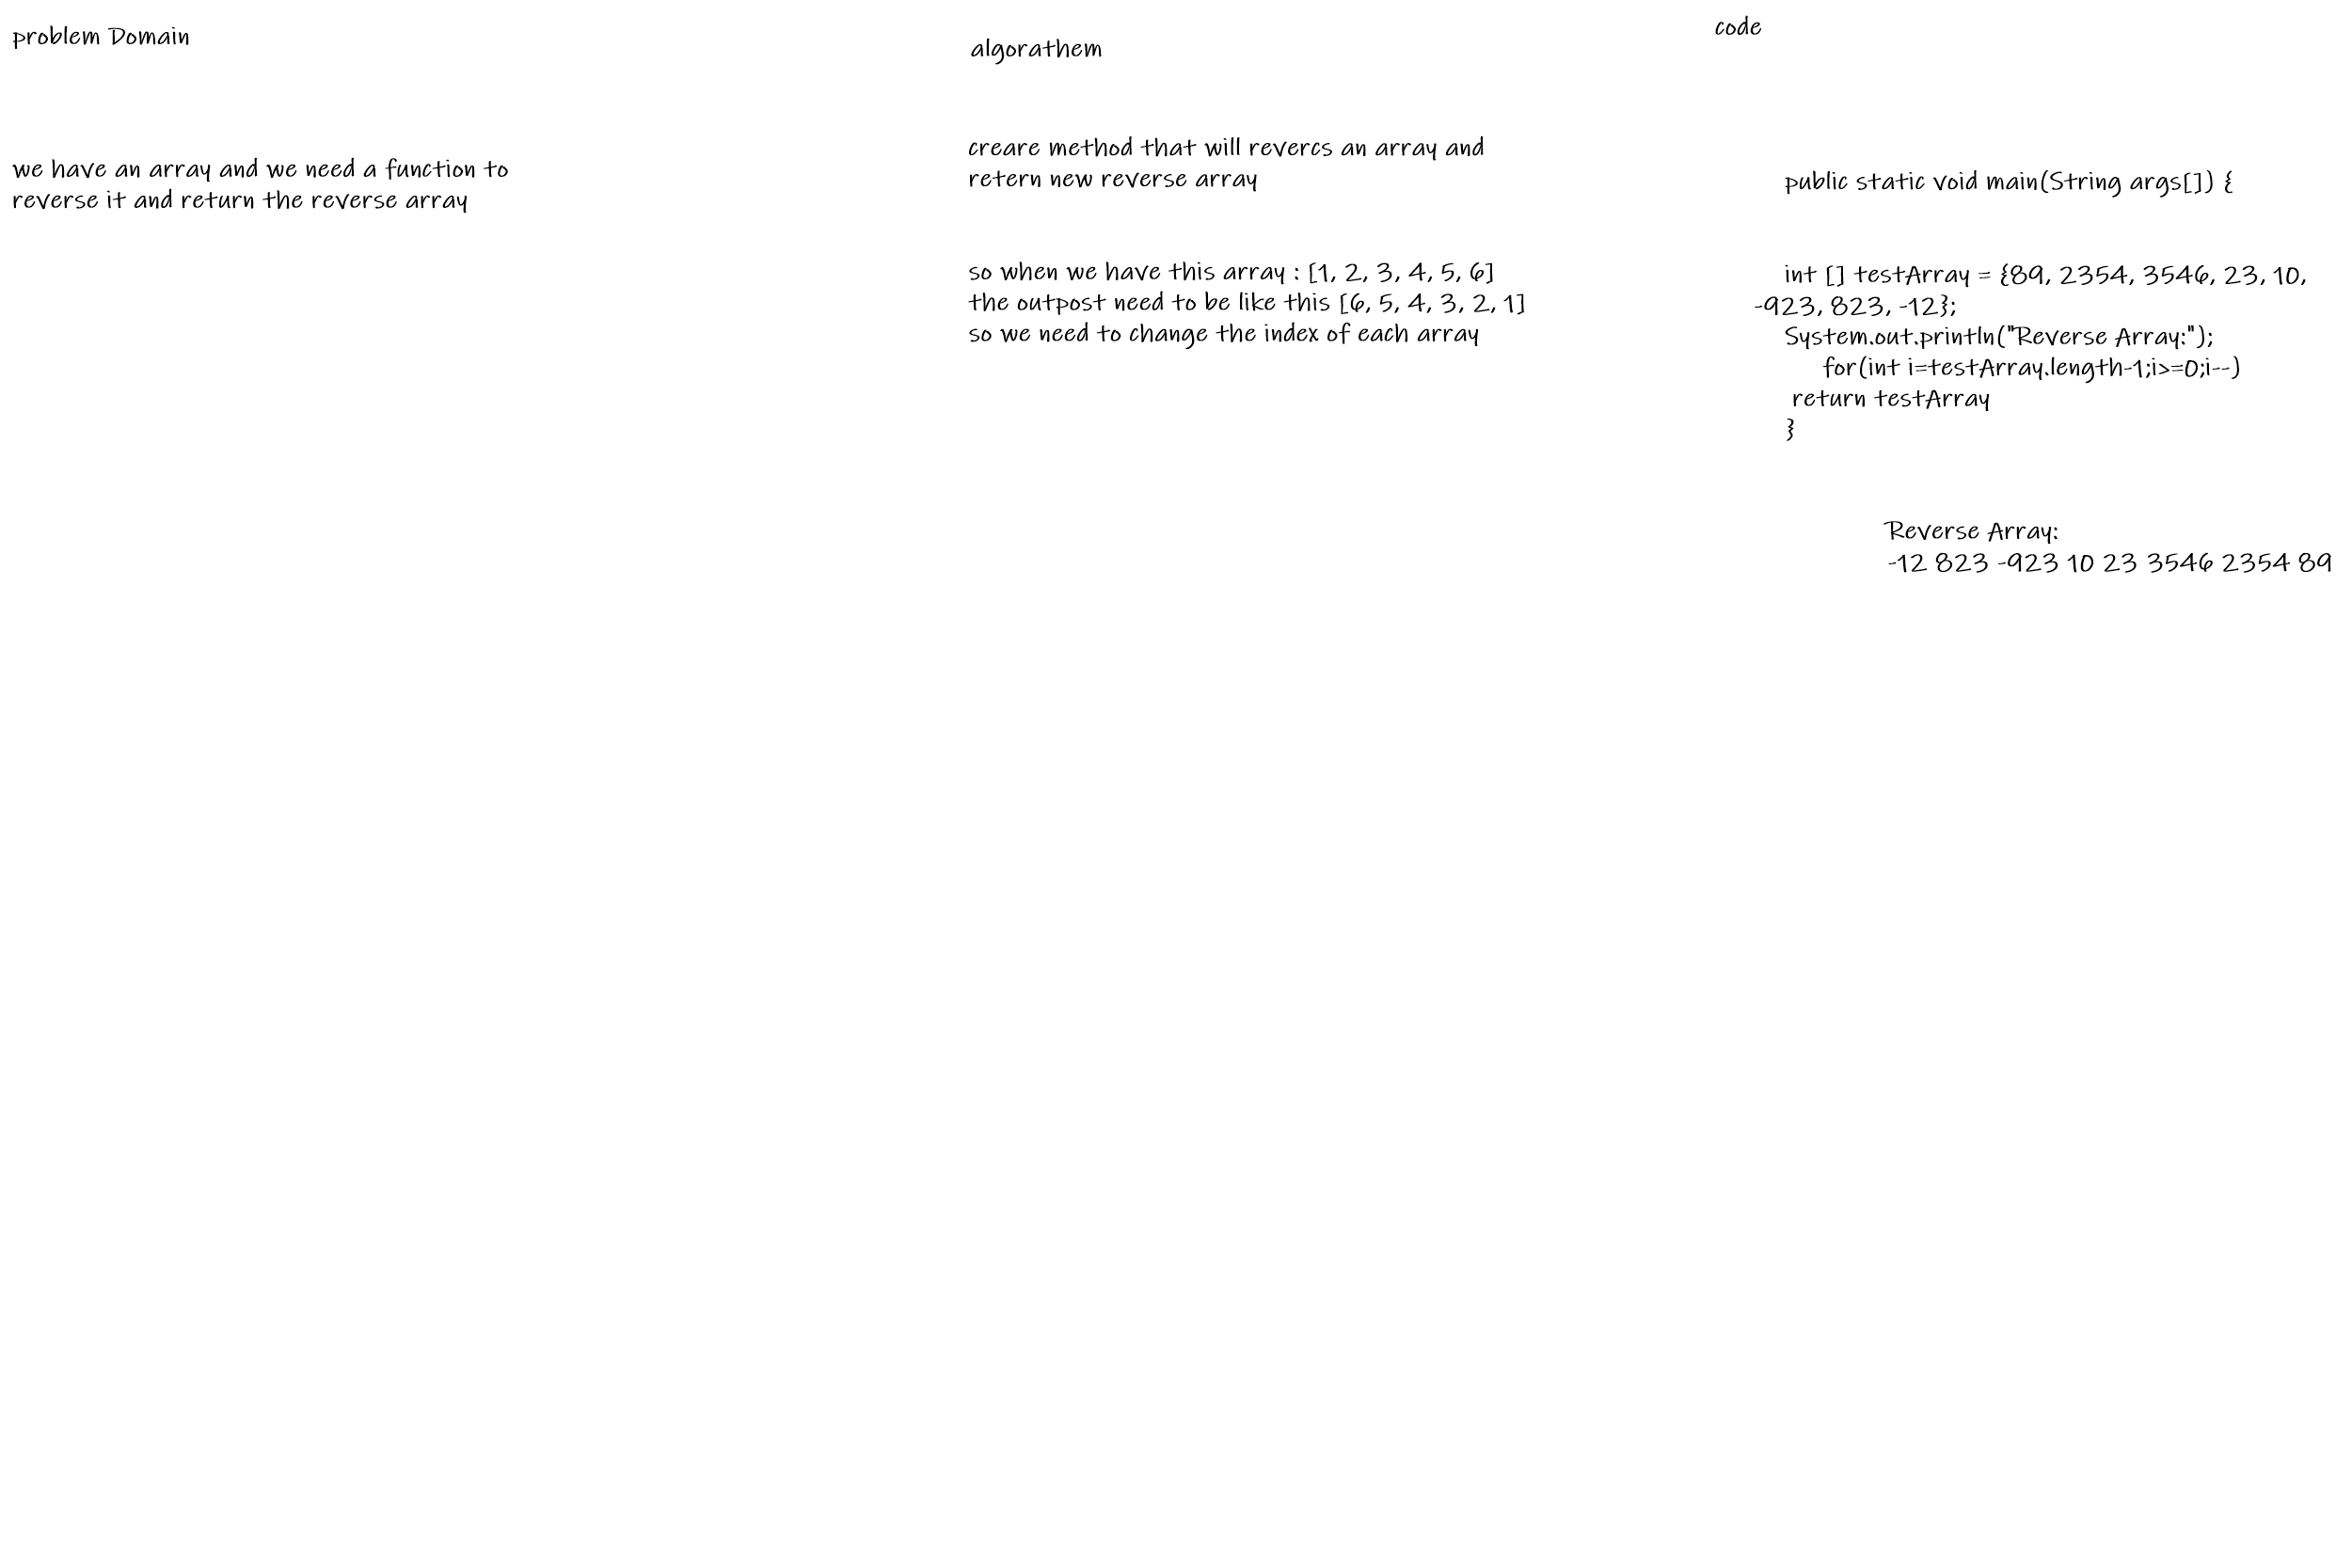 problem Domain
we have an array and we need a function to
reverse it and return the reverse array
algorathem
creare method that will revercs an array and
retern new reverse array
so when we have this array : [1, 2, 3, 4, 5, 6]
the outpost need to be like this [6, 5, 4, 3, 2, 1]
so we need to change the index of each array
code
public static void main(String args[]) {
int [] testArray = {89, 2354, 3546, 23, 10,
-923, 823, -12};
System.out.println("Reverse Array:");
for(int i=testArray.length-1;i>=0;i--)
return testArray
}
Reverse Array:
-12 823 -923 10 23 3546 2354 89